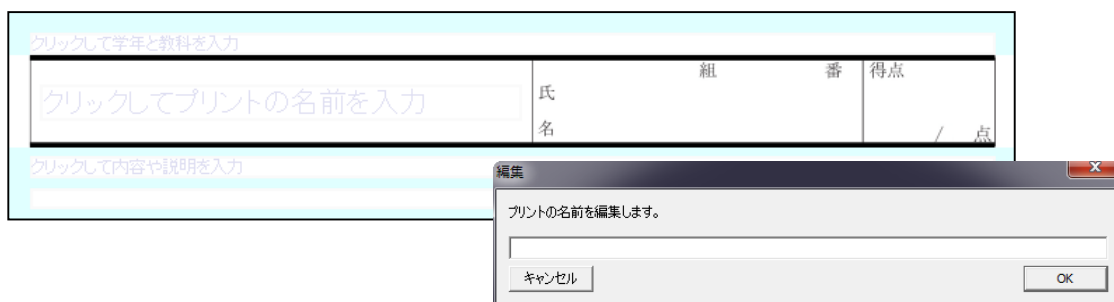 クリックして学年と教科を入力
クリックしてプリントの名前を入力
組 番
氏
名
得点
/ 点
クリックして内容や説明を入力
編集
プリントの名前を編集します。
キャンセル OK